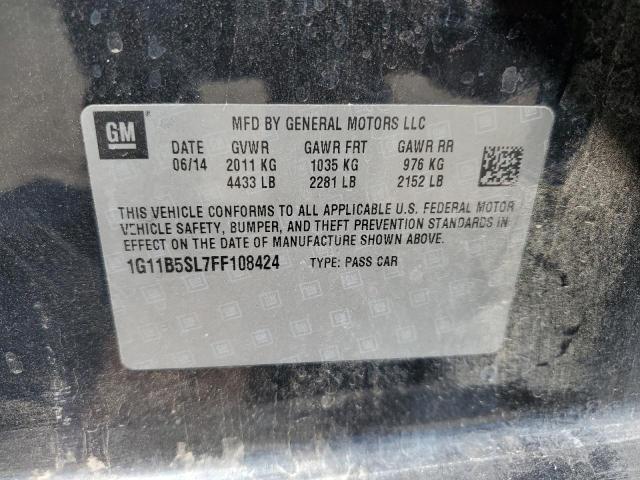 GM
MFD BY GENERAL MOTORS LLC
DATE GVWR GAWR FRT GAWR RR
06/14 2011 KG 1035 KG 976 KG
4433 LB 2281 LB 2152 LB
THIS VEHICLE CONFORMS TO ALL APPLICABLE U.S. FEDERAL MOTOR
VEHICLE SAFETY, BUMPER, AND THEFT PREVENTION STANDARDS IN
EFFECT ON THE DATE OF MANUFACTURE SHOWN ABOVE.
1G11B5SL7FF108424 TYPE: PASS CAR